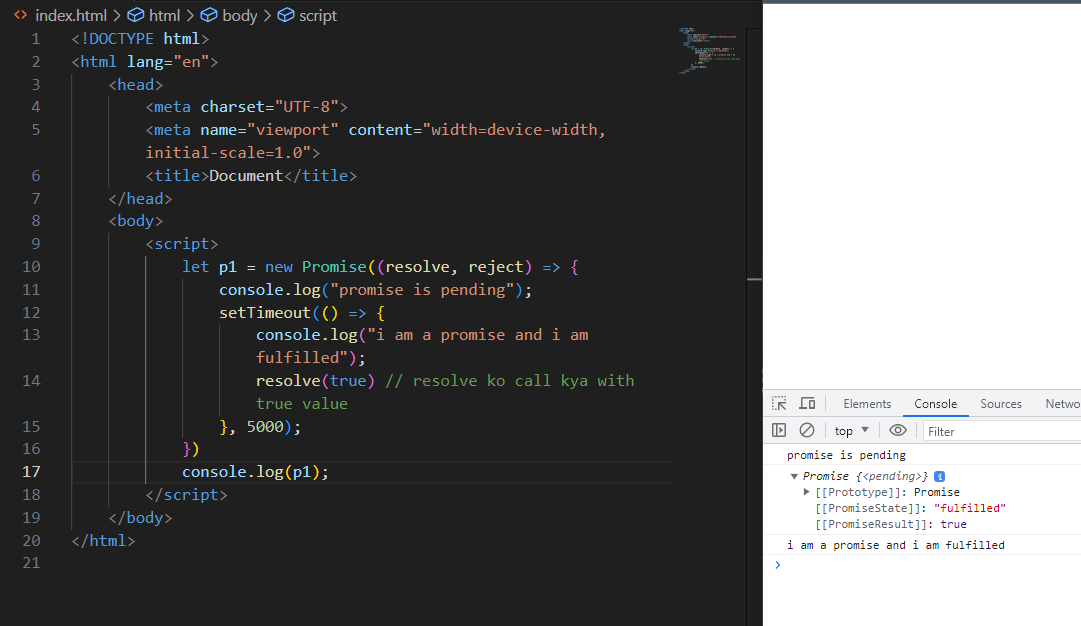 index.html > html > body > script
1 <!DOCTYPE html>
2 <html lang="en">
3 <head>
4 <meta charset="UTF-8">
5 <meta name="viewport" content="width=device-width,
initial-scale=1.0">
6 <title>Document</title>
7 </head>
8 <body>
9 <script>
10 let p1 = new Promise((resolve, reject) => {
11 console.log("promise is pending");
12 setTimeout(() => {
13 console.log("i am a promise and i am
fulfilled");
14 resolve(true) // resolve ko call kya with
true value
15 }, 5000);
16 })
17 console.log(p1);
18 </script>
19 </body>
20 </html>
21
Elements Console Sources Netwo
top Filter
promise is pending
Promise {<pending>} i
[[Prototype]]: Promise
[[PromiseState]]: "fulfilled"
[[PromiseResult]]: true
i am a promise and i am fulfilled
>